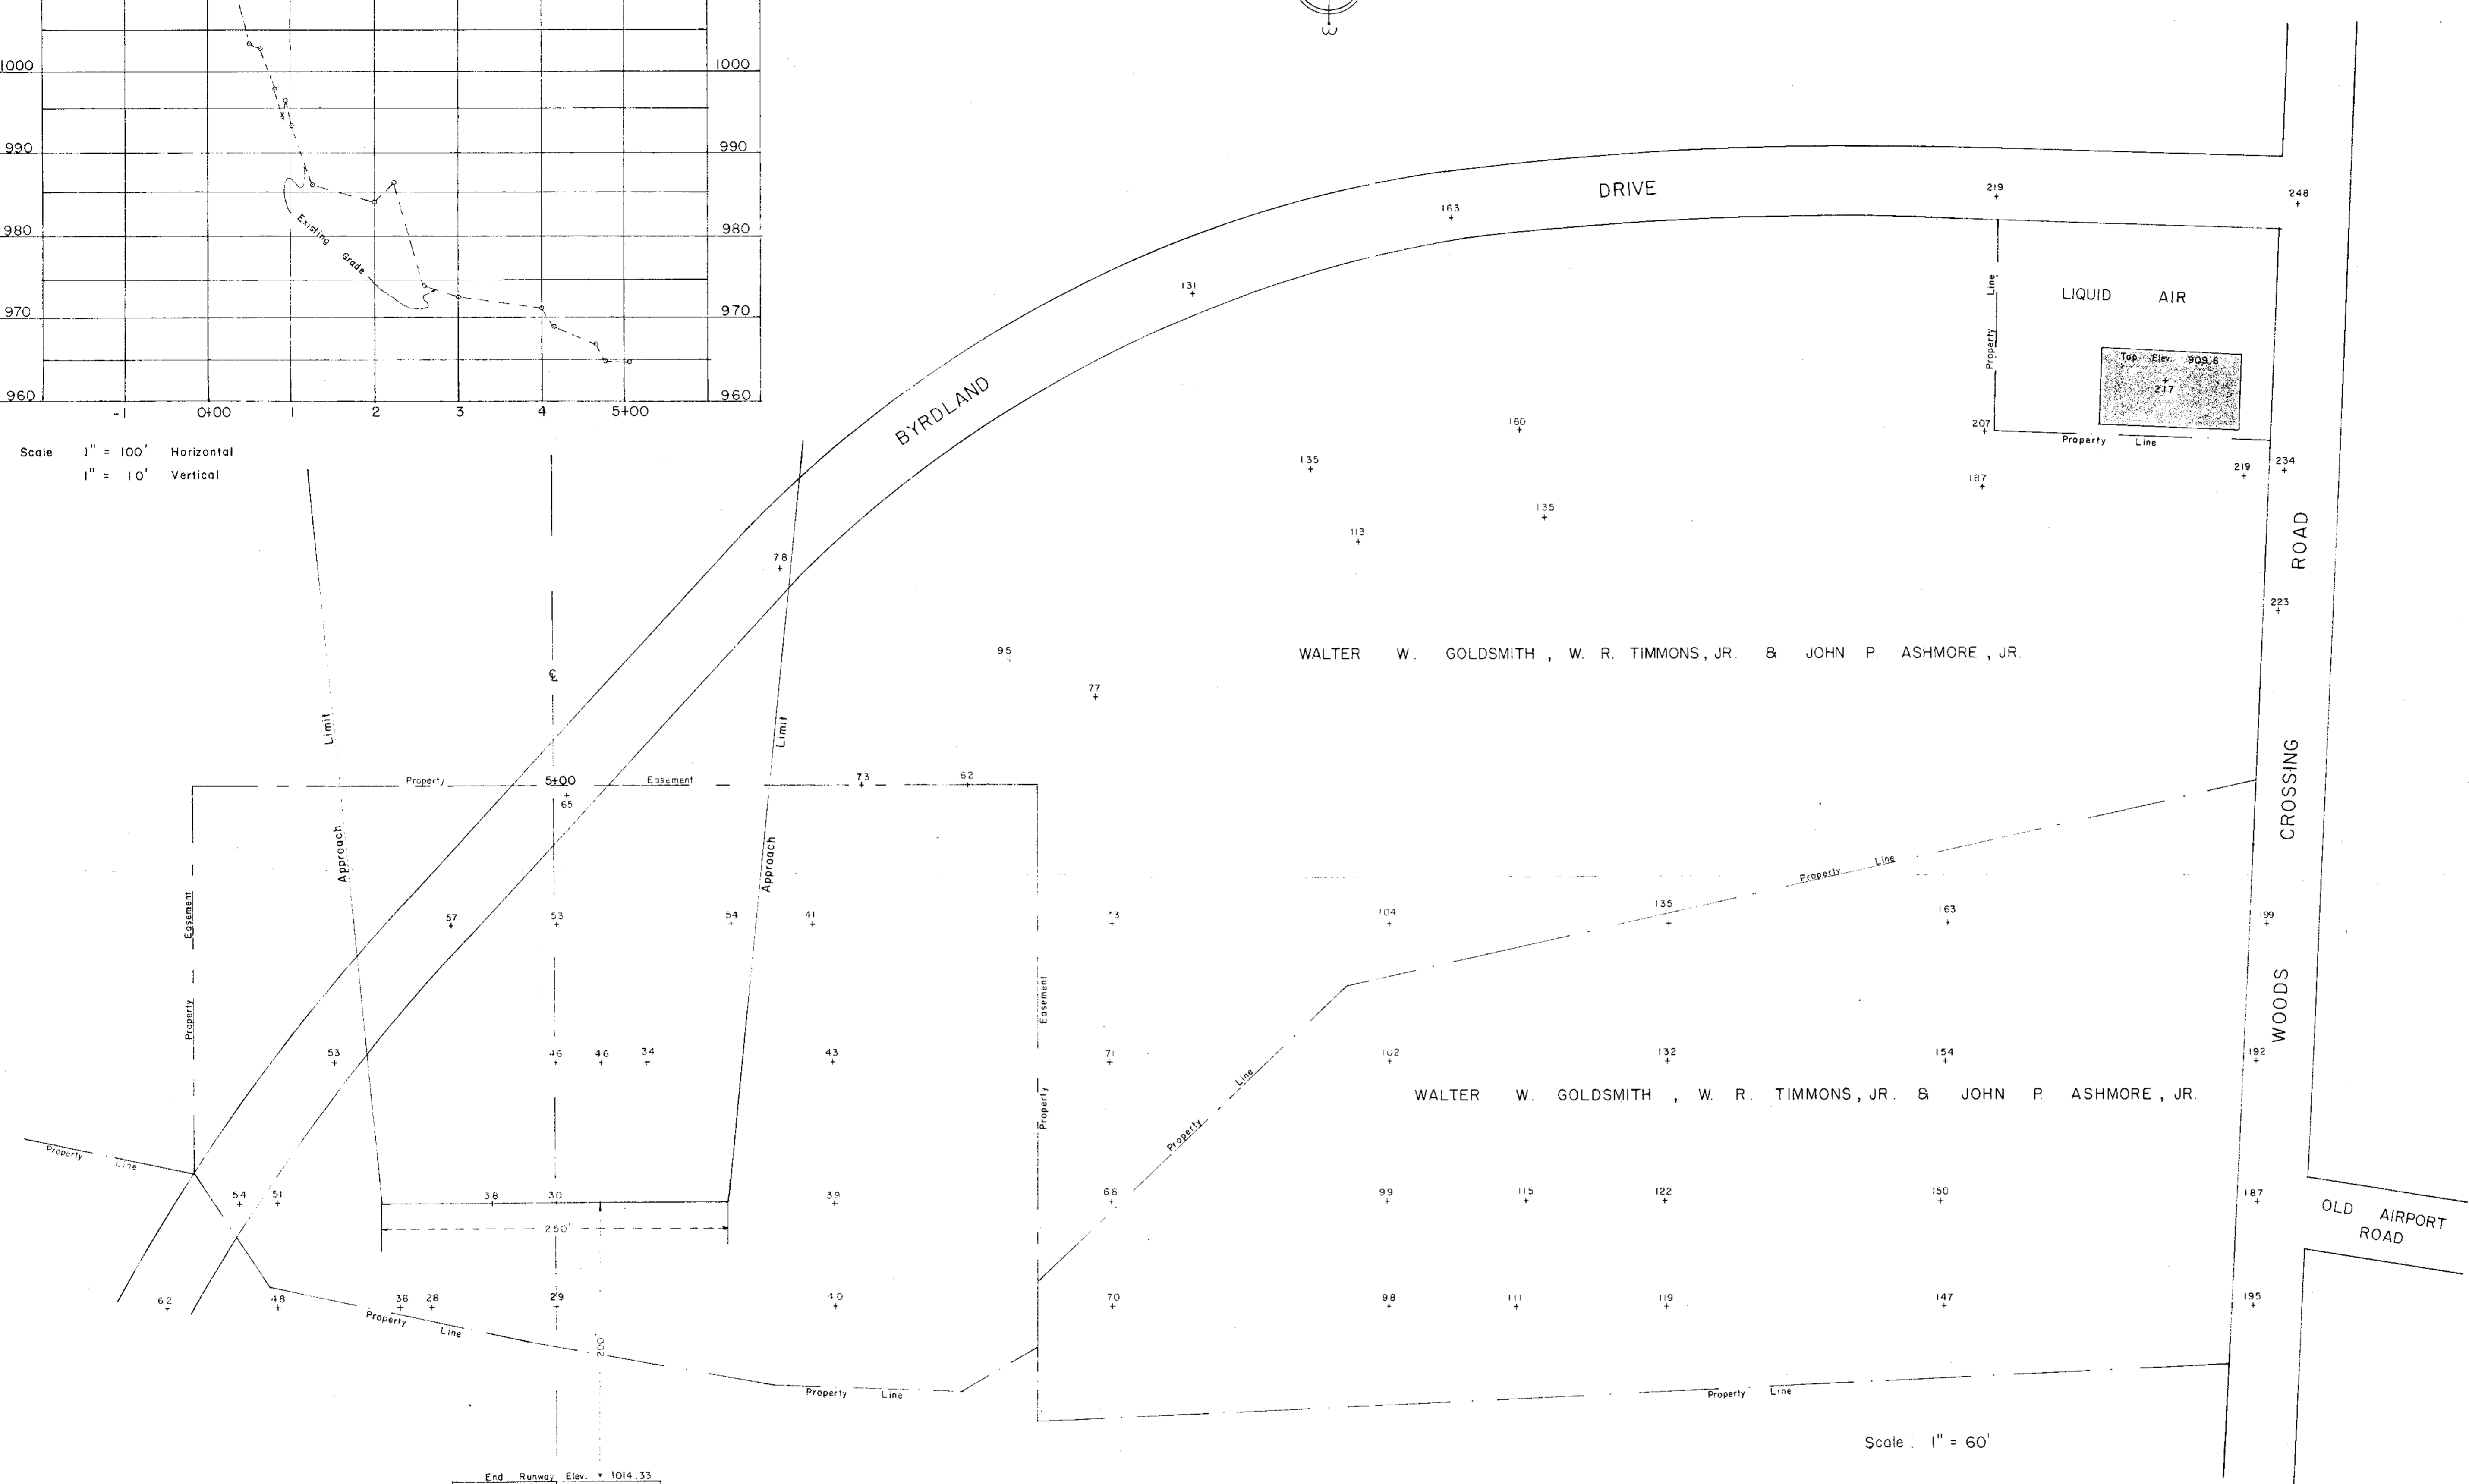 W
1000
1000
990
990
980
980
970
970
960
960
Existing Grade
-1 0+00 1 2 3 4 5+00
Scale 1" = 100' Horizontal
1" = 10' Vertical
BYRDLAND DRIVE
163
219
248
131
LIQUID AIR
Top Elev. 909.6
217
Property Line
207
Property Line
160
135
187
219
234
135
113
78
223
ROAD
95
77
WALTER W. GOLDSMITH , W. R. TIMMONS, JR. & JOHN P. ASHMORE , JR.
℄
Limit
Limit
Property 5+00 Easement
65
73
62
Approach
Approach
CROSSING
Property Line
Easement
57
53
54
41
104
135
163
199
Property
Easement
WOODS
53
46
46
34
43
71
102
132
154
192
WALTER W. GOLDSMITH , W. R. TIMMONS, JR. & JOHN P. ASHMORE , JR.
Property
Property Line
Property Line
54
51
38
30
39
68
99
115
122
150
187
250'
OLD AIRPORT
ROAD
62
48
36
28
29
40
70
98
111
119
147
195
Property Line
200'
Property Line
Property Line
Scale : 1" = 60'
End Runway Elev. = 1014.33